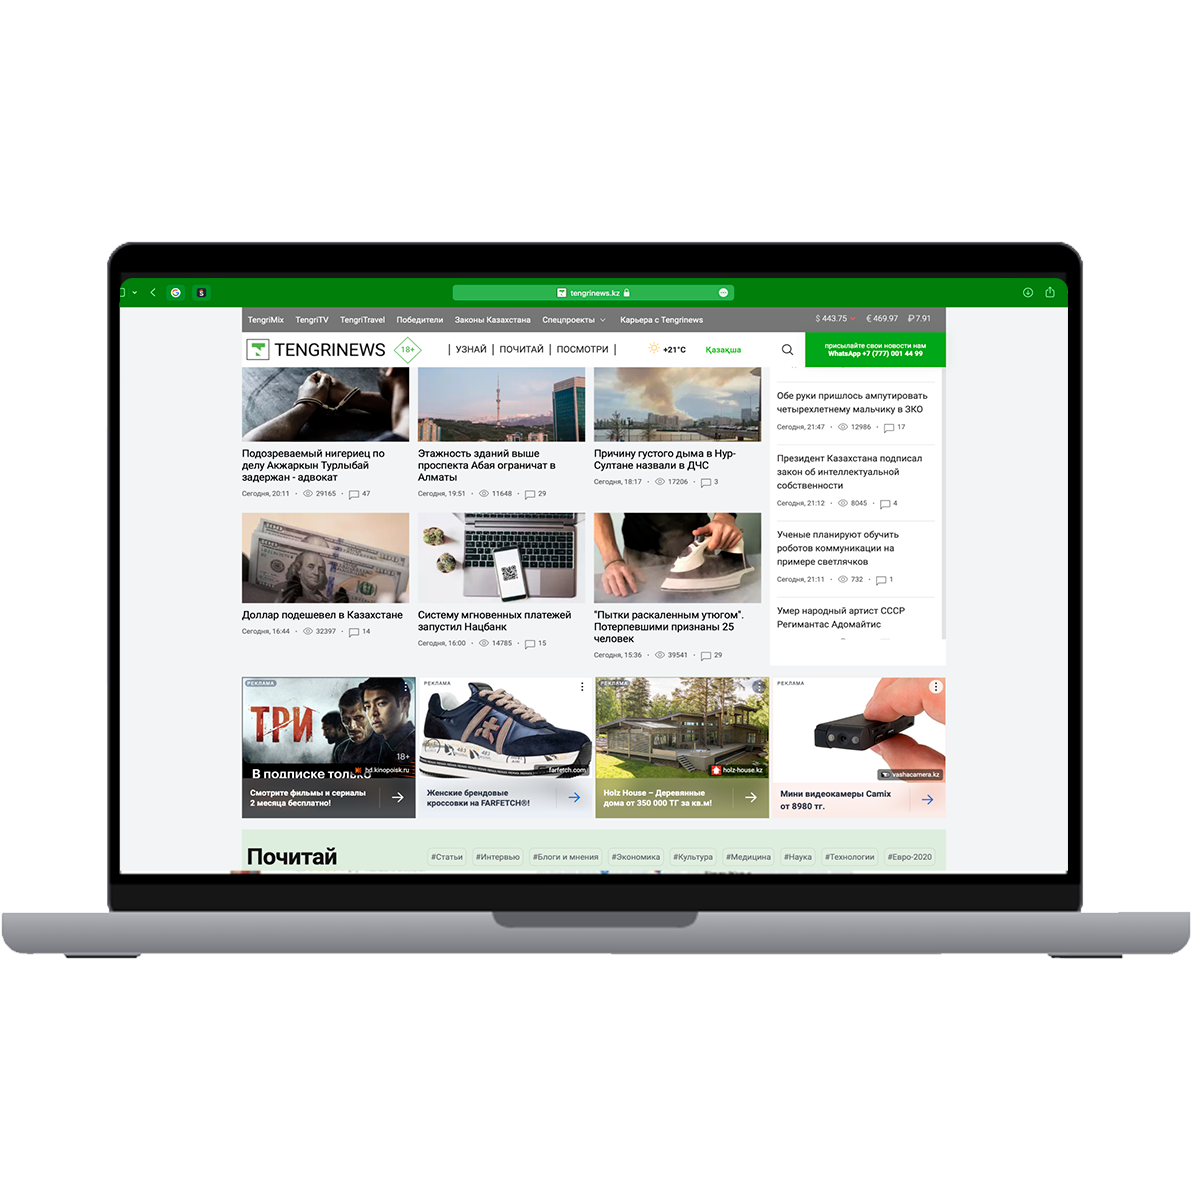 tengrinews.kz
TengriMix TengriTV TengriTravel Победители Законы Казахстана Спецпроекты Карьера с Tengrinews $ 443.75 € 469.97 ₽ 7.91
TENGRINEWS 18+ | УЗНАЙ | ПОЧИТАЙ | ПОСМОТРИ | +21°C Қазақша
присылайте свои новости нам
WhatsApp +7 (777) 001 44 99
Подозреваемый нигериец по
делу Акжаркын Турлыбай
задержан - адвокат
Сегодня, 20:11 · 29165 · 47
Этажность зданий выше
проспекта Абая ограничат в
Алматы
Сегодня, 19:51 · 11648 · 29
Причину густого дыма в Нур-
Султане назвали в ДЧС
Сегодня, 18:17 · 17206 · 3
Обе руки пришлось ампутировать
четырехлетнему мальчику в ЗКО
Сегодня, 21:47 · 12986 · 17
Президент Казахстана подписал
закон об интеллектуальной
собственности
Сегодня, 21:12 · 8045 · 4
Ученые планируют обучить
роботов коммуникации на
примере светлячков
Сегодня, 21:11 · 732 · 1
Умер народный артист СССР
Регимантас Адомайтис
Доллар подешевел в Казахстане
Сегодня, 16:44 · 32397 · 14
Систему мгновенных платежей
запустил Нацбанк
Сегодня, 16:00 · 14785 · 15
"Пытки раскаленным утюгом".
Потерпевшими признаны 25
человек
Сегодня, 15:36 · 39541 · 29
РЕКЛАМА
ТРИ
18+
hd.kinopoisk.ru
В подписке только
Смотрите фильмы и сериалы
2 месяца бесплатно!
РЕКЛАМА
farfetch.com
Женские брендовые
кроссовки на FARFETCH®!
РЕКЛАМА
holz-house.kz
Holz House – Деревянные
дома от 350 000 ТГ за кв.м!
РЕКЛАМА
vashacamera.kz
Мини видеокамеры Camix
от 8980 тг.
Почитай #Статьи #Интервью #Блоги и мнения #Экономика #Культура #Медицина #Наука #Технологии #Евро-2020